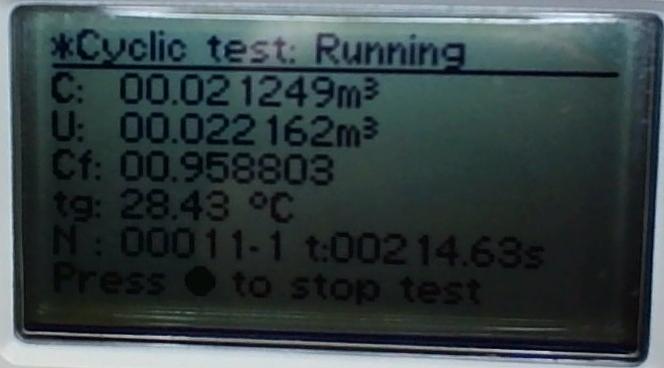 *Cyclic test: Running
C: 00.021249m³
U: 00.022162m³
Cf: 00.958803
tg: 28.43 °C
N : 00011-1 t:00214.63s
Press ● to stop test